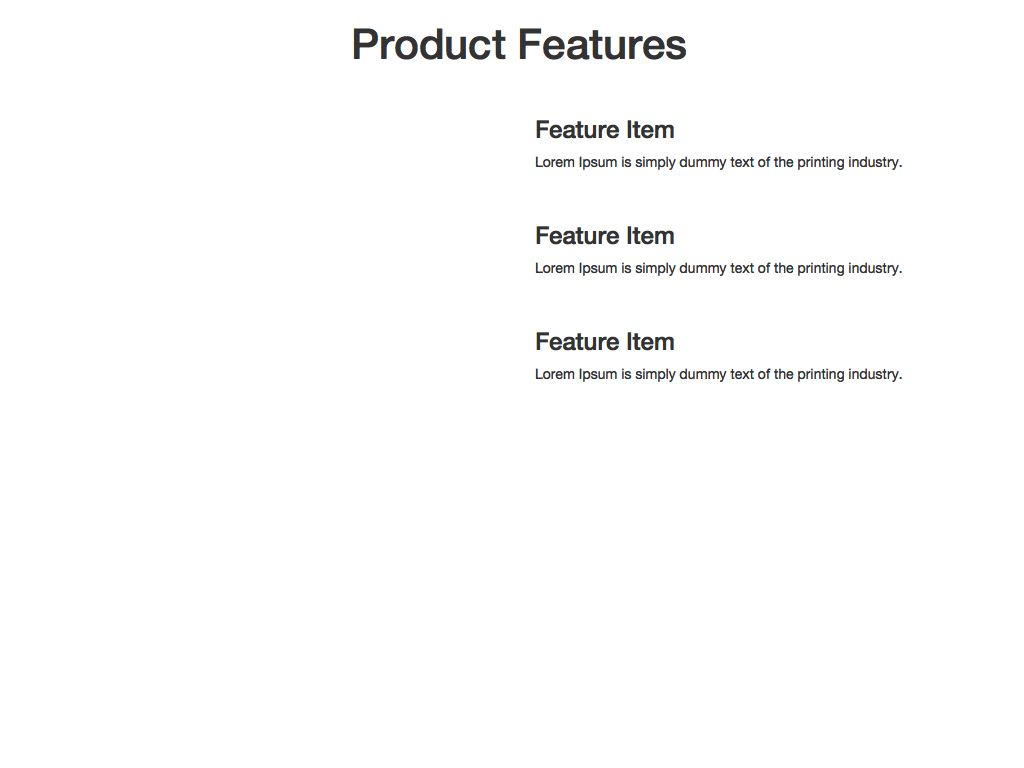 Product Features
Feature Item
Lorem Ipsum is simply dummy text of the printing industry.
Feature Item
Lorem Ipsum is simply dummy text of the printing industry.
Feature Item
Lorem Ipsum is simply dummy text of the printing industry.